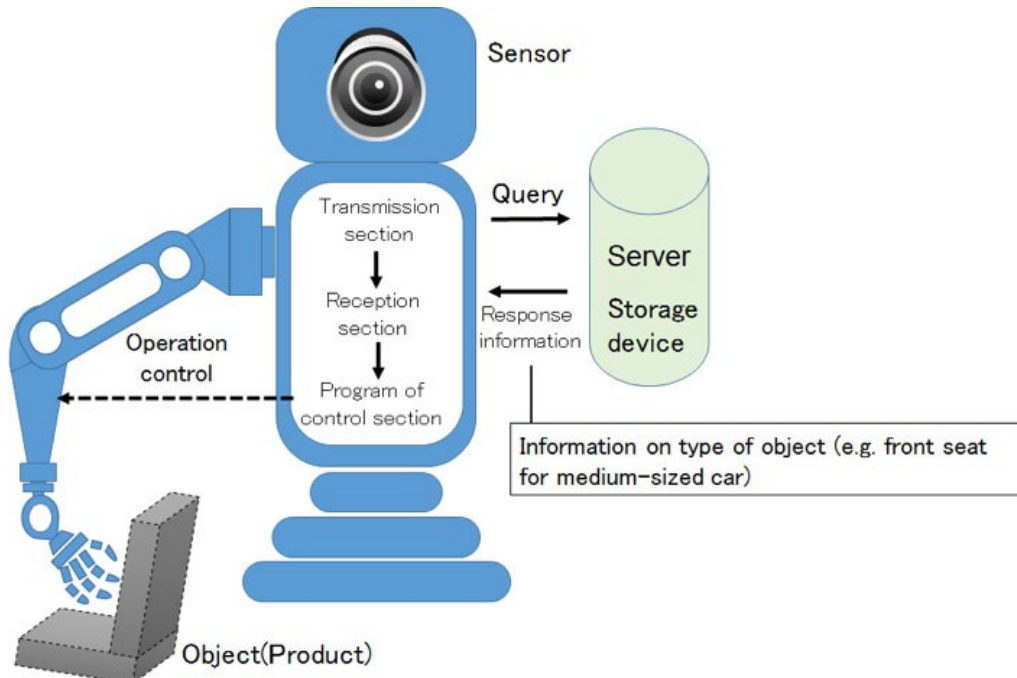 Sensor
Transmission
section
Query
Server
Storage
device
Reception
section
Response
information
Operation
control
Program of
control section
Information on type of object (e.g. front seat
for medium-sized car)
Object(Product)